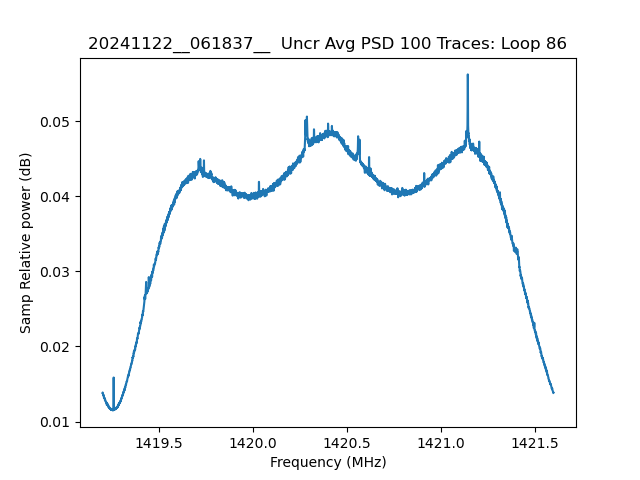 20241122__061837__  Uncr Avg PSD 100 Traces: Loop 86
Samp Relative power (dB)
0.05
0.04
0.03
0.02
0.01
1419.5 1420.0 1420.5 1421.0 1421.5
Frequency (MHz)